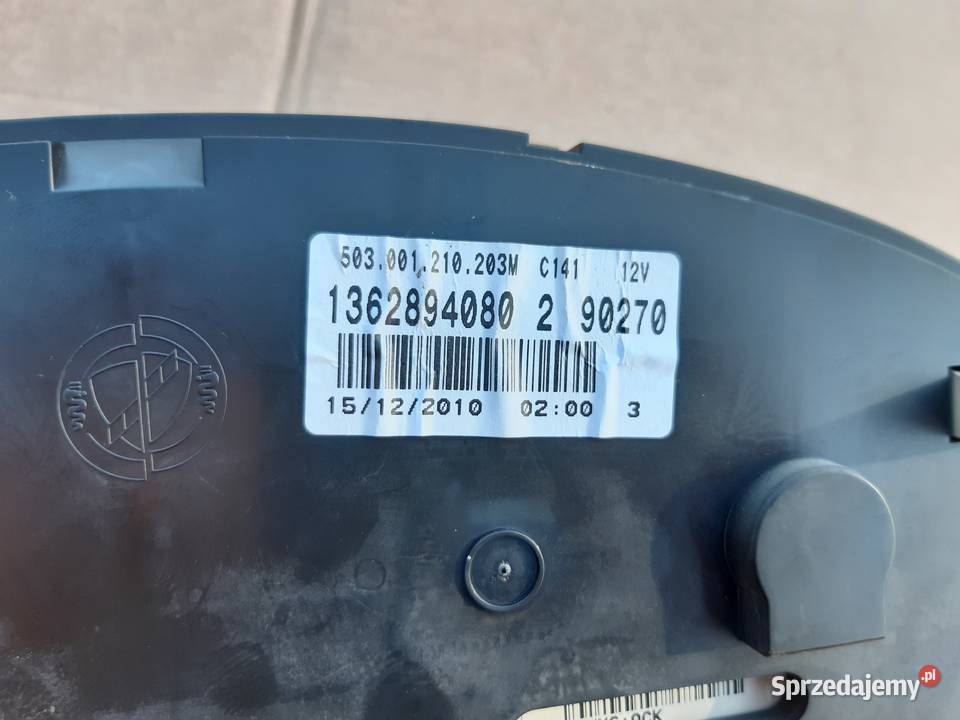 503.001.210.203M C141 12V
1362894080 2 90270
15/12/2010 02:00 3
Sprzedajemy.pl